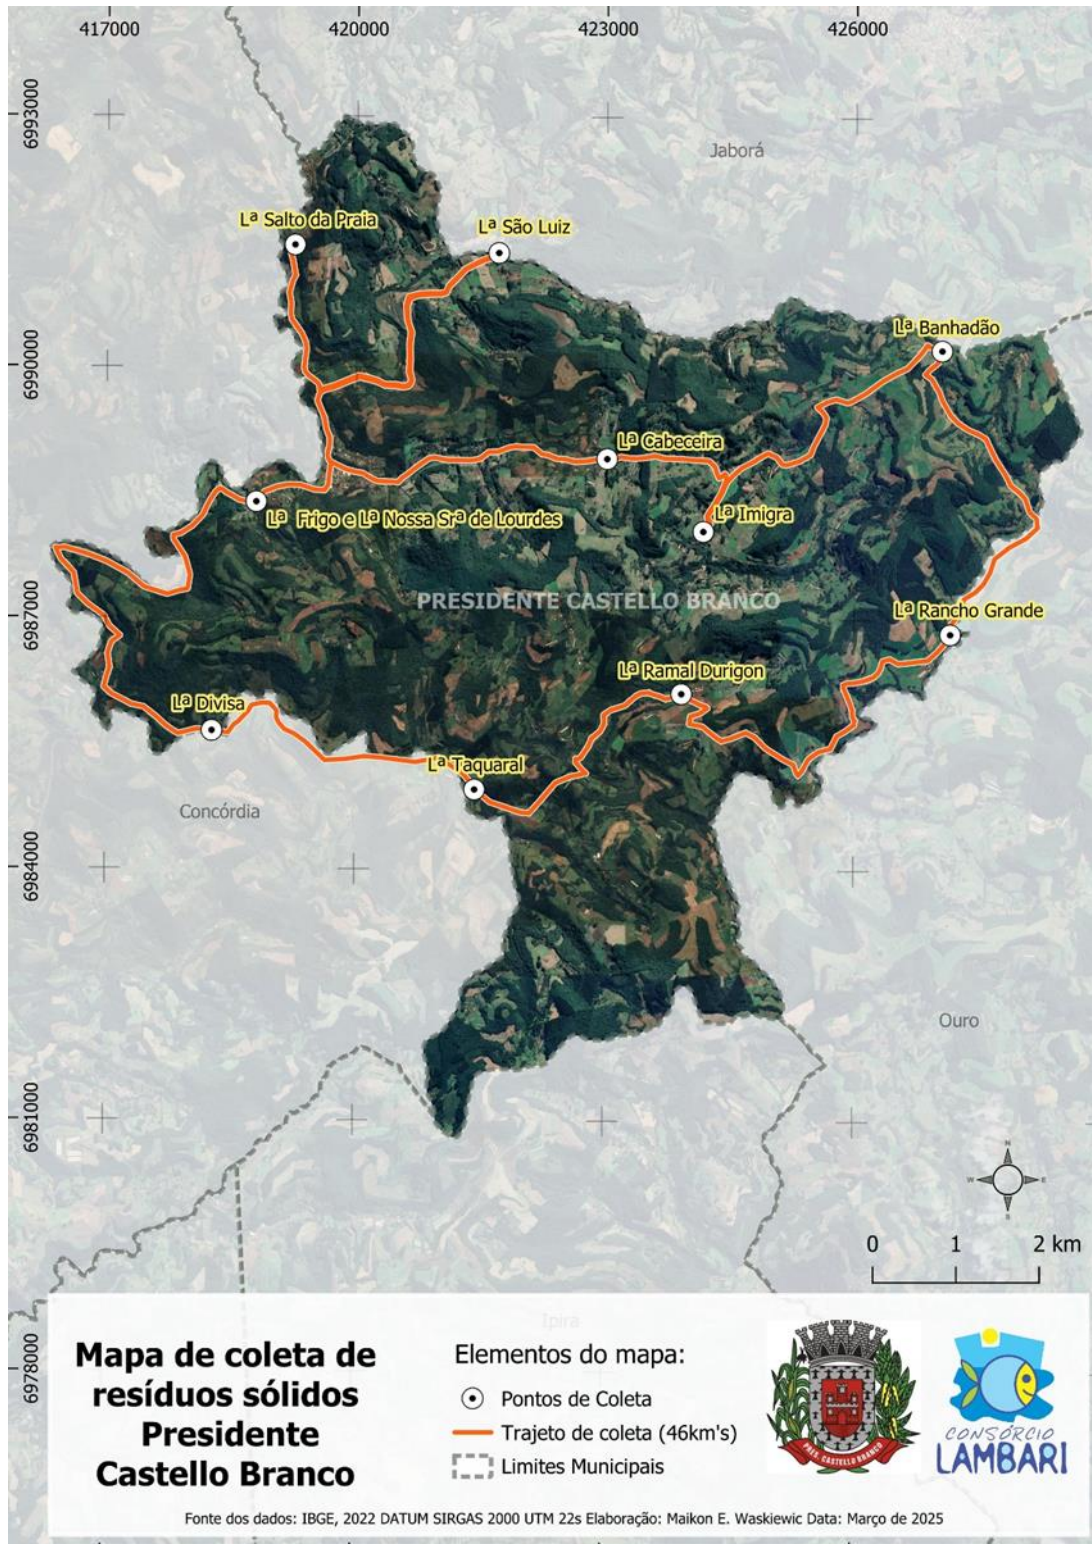 417000
420000
423000
426000
6993000
Jaborá
Lª Salto da Praia
Lª São Luiz
Lª Banhadão
6990000
Lª Cabeceira
Lª Frigo e Lª Nossa Srª de Lourdes
Lª Imigra
6987000
PRESIDENTE CASTELLO BRANCO
Lª Rancho Grande
Lª Ramal Durigon
Lª Divisa
Lª Taquaral
Concórdia
6984000
Ouro
6981000
N
W
E
S
0 1 2 km
Ipira
6978000
Mapa de coleta de
resíduos sólidos
Presidente
Castello Branco
Elementos do mapa:
Pontos de Coleta
Trajeto de coleta (46km's)
Limites Municipais
PRES. CASTELLO BRANCO
CONSÓRCIO
LAMBARI
Fonte dos dados: IBGE, 2022 DATUM SIRGAS 2000 UTM 22s Elaboração: Maikon E. Waskiewic Data: Março de 2025